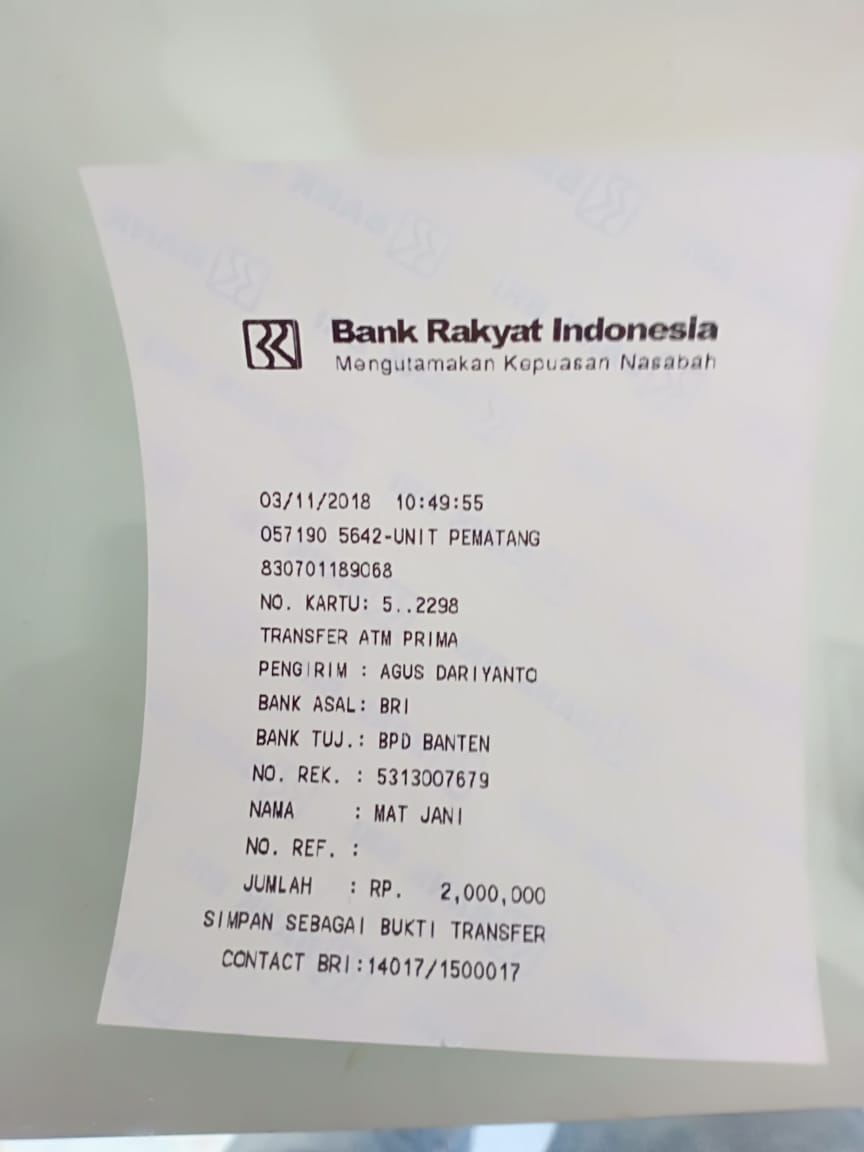 Bank Rakyat Indonesia
Mengutamakan Kepuasan Nasabah
03/11/2018 10:49:55
057190 5642-UNIT PEMATANG
830701189068
NO. KARTU: 5..2298
TRANSFER ATM PRIMA
PENGIRIM : AGUS DARIYANTO
BANK ASAL: BRI
BANK TUJ.: BPD BANTEN
NO. REK. : 5313007679
NAMA : MAT JANI
NO. REF. :
JUMLAH : RP. 2,000,000
SIMPAN SEBAGAI BUKTI TRANSFER
CONTACT BRI:14017/1500017